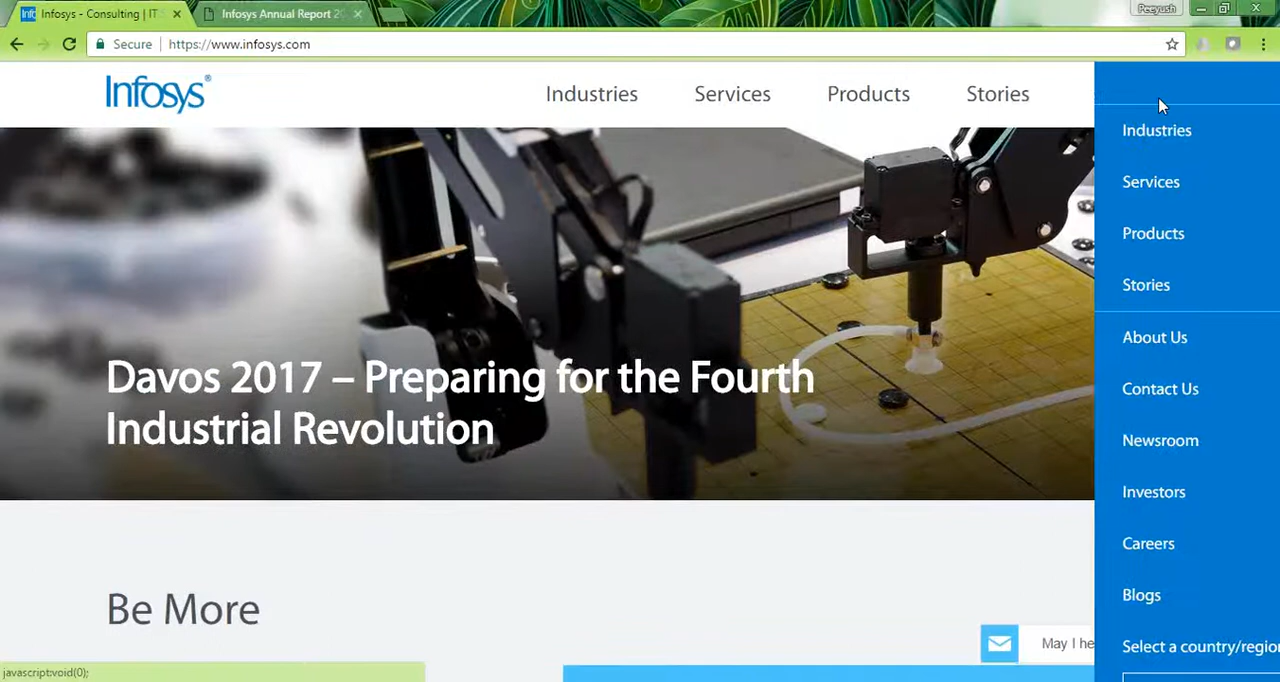 Infosys - Consulting | IT
Infosys Annual Report 20
Peeyush
Secure
https://www.infosys.com
Infosys®
Industries
Services
Products
Stories
Industries
Services
Products
Stories
About Us
Contact Us
Newsroom
Investors
Careers
Blogs
Select a country/region
Davos 2017 – Preparing for the Fourth
Industrial Revolution
Be More
May I he
javascript:void(0);